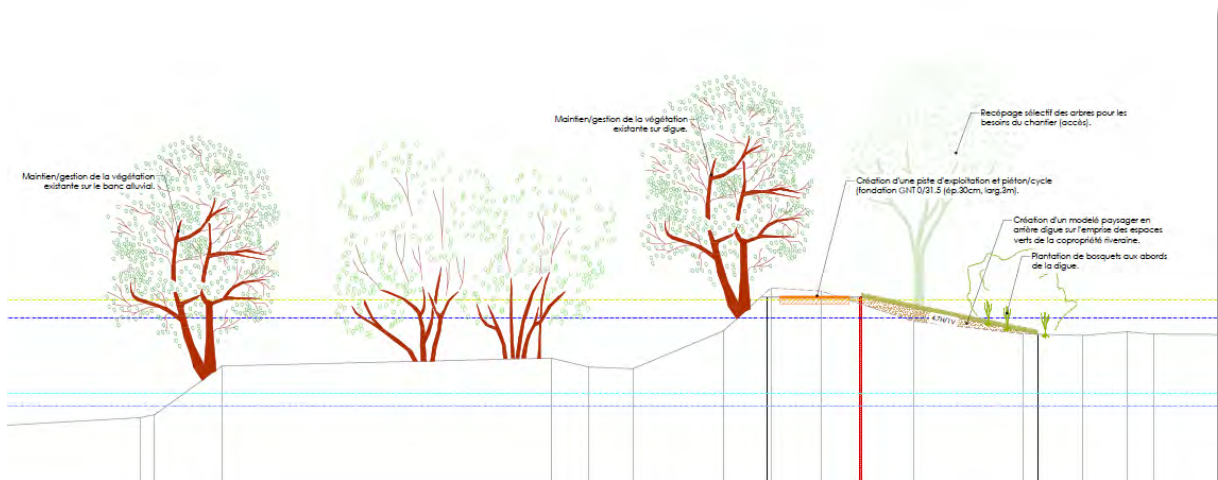 Maintien/gestion de la végétation
existante sur le banc alluvial.
Maintien/gestion de la végétation
existante sur digue.
Recépage sélectif des arbres pour les
besoins du chantier (accès).
Création d'une piste d'exploitation et piéton/cycle
(fondation GNT 0/31.5 (ép.30cm, larg.3m).
Création d'un modelé paysager en
arrière digue sur l'emprise des espaces
verts de la copropriété riveraine.
Plantation de bosquets aux abords
de la digue.